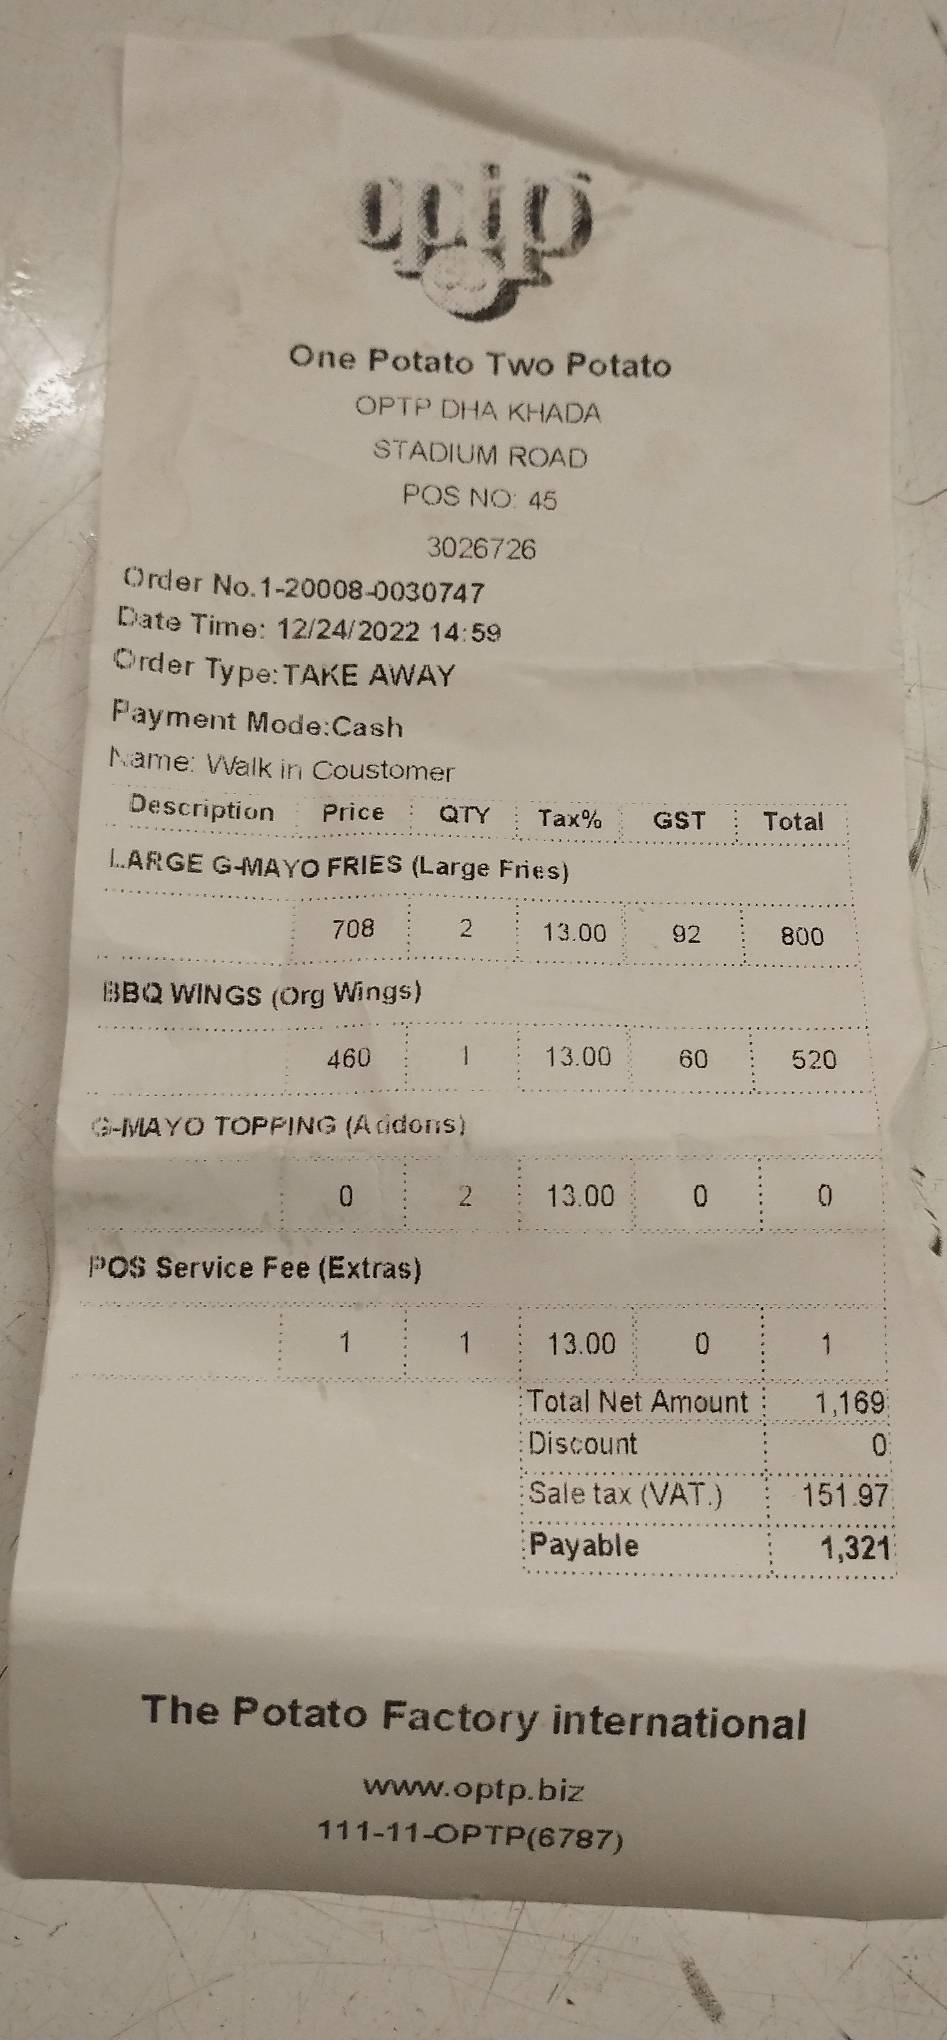 optp
One Potato Two Potato
OPTP DHA KHADA
STADIUM ROAD
POS NO: 45
3026726
Order No.1-20008-0030747
Date Time: 12/24/2022 14:59
Order Type:TAKE AWAY
Payment Mode:Cash
Name: Walk in Coustomer
Description Price QTY Tax% GST Total
LARGE G-MAYO FRIES (Large Fries)
708 2 13.00 92 800
BBQ WINGS (Org Wings)
460 1 13.00 60 520
G-MAYO TOPPING (Addons)
0 2 13.00 0 0
POS Service Fee (Extras)
1 1 13.00 0 1
Total Net Amount 1,169
Discount 0
Sale tax (VAT.) 151.97
Payable 1,321
The Potato Factory international
www.optp.biz
111-11-OPTP(6787)